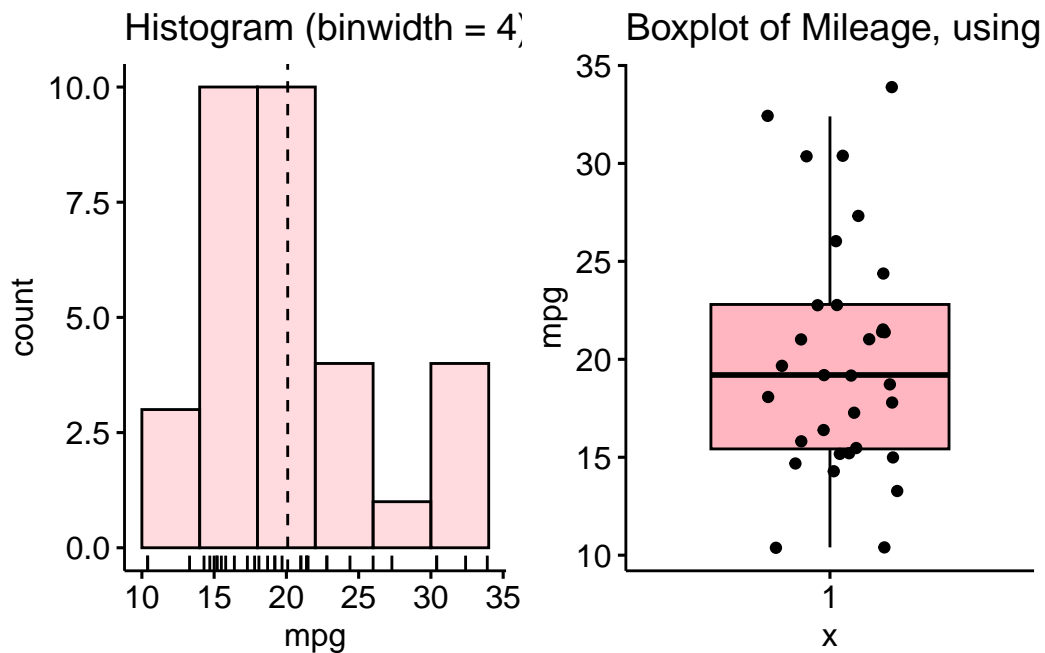 Histogram (binwidth = 4)
count
10.0
7.5
5.0
2.5
0.0
10 15 20 25 30 35
mpg
Boxplot of Mileage, using
mpg
35
30
25
20
15
10
1
x